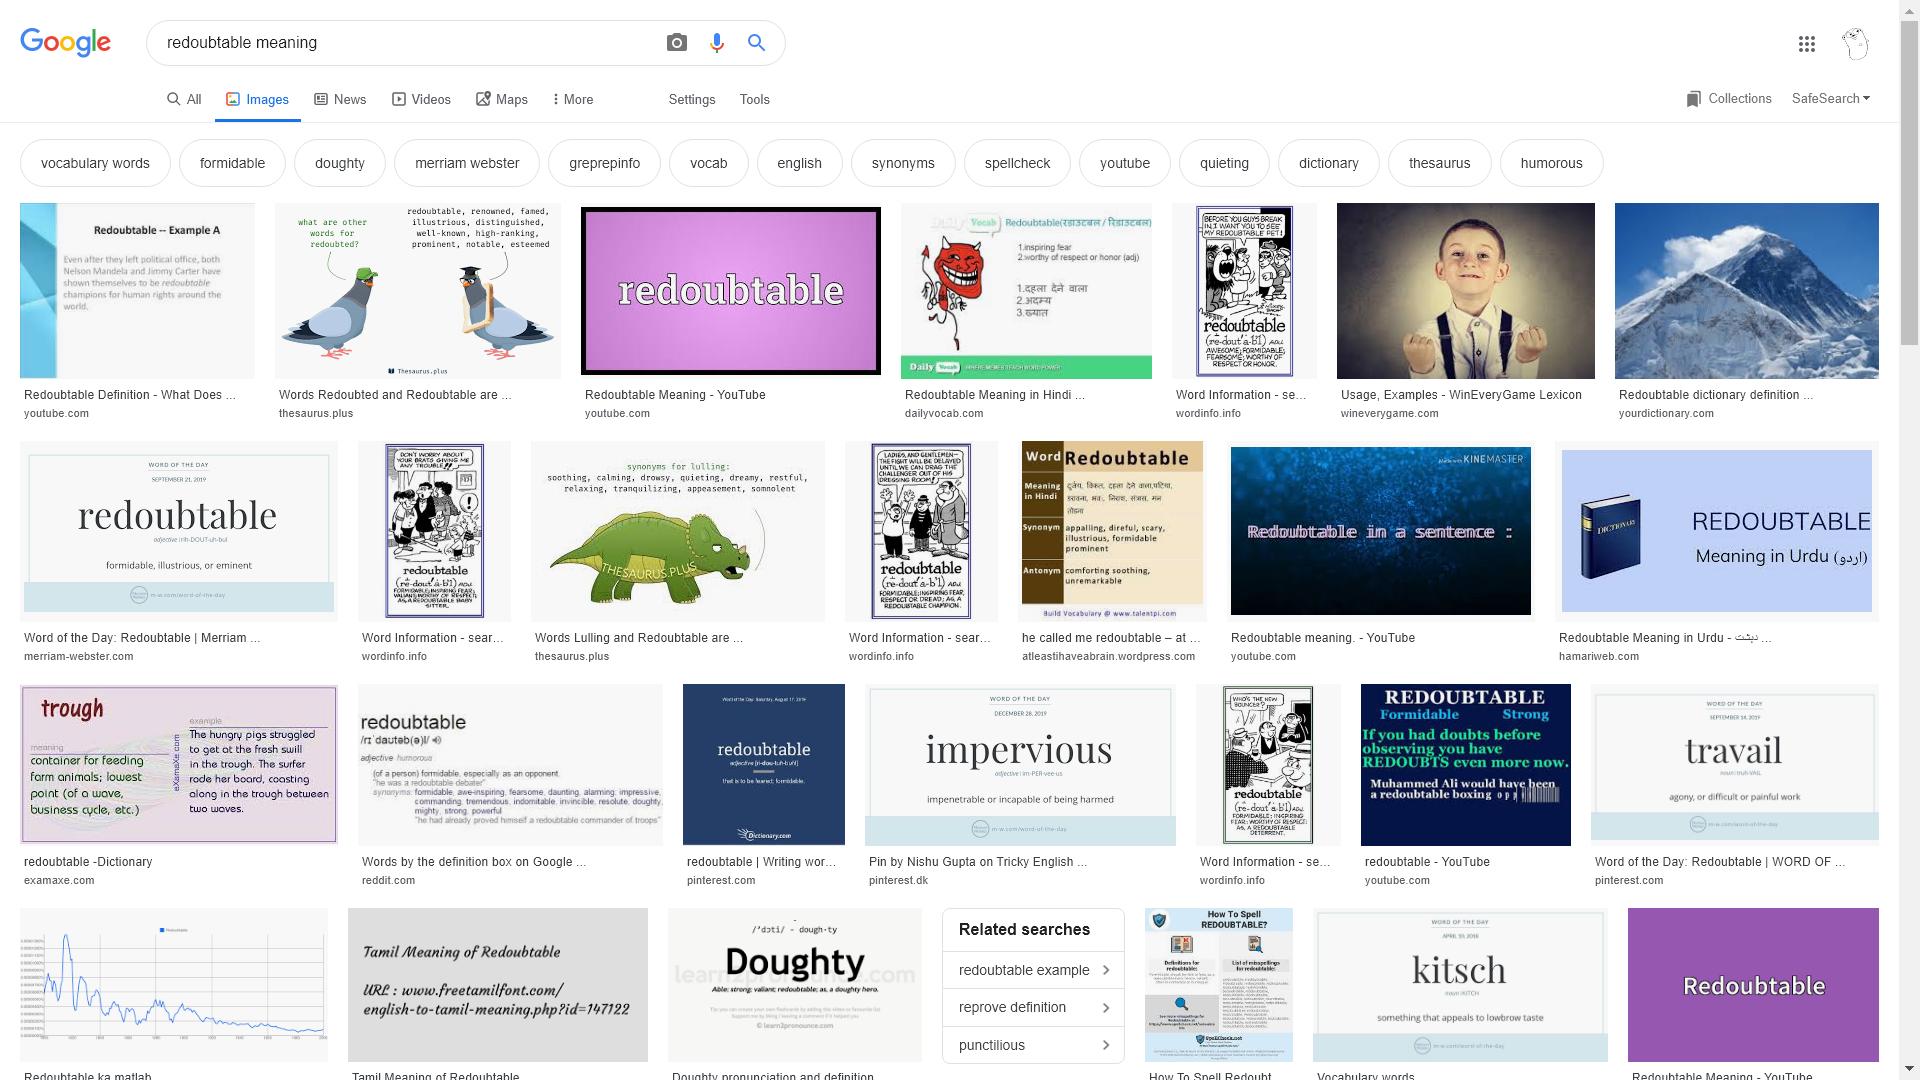 Google
redoubtable meaning
All
Images
News
Videos
Maps
More
Settings
Tools
Collections
SafeSearch
vocabulary words
formidable
doughty
merriam webster
greprepinfo
vocab
english
synonyms
spellcheck
youtube
quieting
dictionary
thesaurus
humorous
Redoubtable -- Example A
Even after they left political office, both
Nelson Mandela and Jimmy Carter have
shown themselves to be redoubtable
champions for human rights around the
world.
Redoubtable Definition - What Does ...
youtube.com
what are other
words for
redoubted?
redoubtable, renowned, famed,
illustrious, distinguished,
well-known, high-ranking,
prominent, notable, esteemed
Thesaurus.plus
Words Redoubted and Redoubtable are ...
thesaurus.plus
redoubtable
Redoubtable Meaning - YouTube
youtube.com
Daily Vocab
Redoubtable(रेडाउटबल / रिडाउटबल)
1.inspiring fear
2.worthy of respect or honor (adj)
1.दहला देने वाला
2.अदम्य
3.ख्यात
Daily Vocab WHERE MEMES TEACH WORD POWER
Redoubtable Meaning in Hindi ...
dailyvocab.com
BEFORE YOU GUYS BREAK
IN, I WANT YOU TO SEE
MY REDOUBTABLE PET!
redoubtable
(re-dout'a-b'l) ADJ.
AWESOME; FORMIDABLE;
FEARSOME; WORTHY OF
RESPECT OR HONOR.
Word Information - se...
wordinfo.info
Usage, Examples - WinEveryGame Lexicon
wineverygame.com
Redoubtable dictionary definition ...
yourdictionary.com
WORD OF THE DAY
SEPTEMBER 21, 2019
redoubtable
adjective | rih-DOUT-uh-bul
formidable, illustrious, or eminent
m-w.com/word-of-the-day
Word of the Day: Redoubtable | Merriam ...
merriam-webster.com
DON'T WORRY ABOUT
YOUR BRATS GIVING ME
ANY TROUBLE!!
redoubtable
(re-dout'a-b'l) ADJ.
FORMIDABLE; INSPIRING FEAR;
VALIANT; WORTHY OF RESPECT;
AS, A REDOUBTABLE BABY
SITTER.
Word Information - sear...
wordinfo.info
synonyms for lulling:
soothing, calming, drowsy, quieting, dreamy, restful,
relaxing, tranquilizing, appeasement, somnolent
THESAURUS.PLUS
Words Lulling and Redoubtable are ...
thesaurus.plus
LADIES, AND GENTLEMEN-
THE FIGHT WILL BE DELAYED
UNTIL WE CAN DRAG THE
CHALLENGER OUT OF HIS
DRESSING ROOM!
redoubtable
(re-dout'a-b'l) ADJ.
FORMIDABLE; INSPIRING FEAR,
RESPECT OR DREAD; AS, A
REDOUBTABLE CHAMPION.
Word Information - sear...
wordinfo.info
Word Redoubtable
Meaning
in Hindi
दहला देने वाला
Synonym
appalling, direful, scary,
illustrious, formidable
prominent
Antonym
comforting soothing,
unremarkable
Build Vocabulary @ www.talentpi.com
he called me redoubtable – at ...
atleastihaveabrain.wordpress.com
Made with KINEMASTER
Redoubtable in a sentence :
Redoubtable meaning. - YouTube
youtube.com
DICTIONARY
REDOUBTABLE
Meaning in Urdu (اردو)
Redoubtable Meaning in Urdu - دہشت ...
hamariweb.com
trough
meaning
container for feeding
farm animals; lowest
point (of a wave,
business cycle, etc.)
eXamaXe.com
example
The hungry pigs struggled
to get at the fresh swill
in the trough. The surfer
rode her board, coasting
along in the trough between
two waves.
redoubtable -Dictionary
examaxe.com
redoubtable
/rɪˈdaʊtəb(ə)l/
adjective humorous
(of a person) formidable, especially as an opponent.
"he was a redoubtable debater"
synonyms: formidable, awe-inspiring, fearsome, daunting, alarming; impressive,
commanding, tremendous, indomitable, invincible, resolute, doughty,
mighty, strong, powerful
"he had already proved himself a redoubtable commander of troops"
Words by the definition box on Google ...
reddit.com
Word of the Day: Saturday, August 17, 2019
redoubtable
adjective [ri-dou-tuh-buhl]
that is to be feared; formidable.
Dictionary.com
redoubtable | Writing wor...
pinterest.com
WORD OF THE DAY
DECEMBER 28, 2019
impervious
adjective | im-PER-vee-us
impenetrable or incapable of being harmed
m-w.com/word-of-the-day
Pin by Nishu Gupta on Tricky English ...
pinterest.dk
WHO'S THE NEW
BOUNCER?
redoubtable
(re-dout'a-b'l) ADJ.
FORMIDABLE; INSPIRING
FEAR; WORTHY OF RESPECT;
AS, A REDOUBTABLE
DETERRENT.
Word Information - se...
wordinfo.info
REDOUBTABLE
Formidable Strong
If you had doubts before
observing you have
REDOUBTS even more now.
Muhammed Ali would have been
a redoubtable boxing opp
redoubtable - YouTube
youtube.com
WORD OF THE DAY
SEPTEMBER 14, 2019
travail
noun | truh-VAIL
agony, or difficult or painful work
m-w.com/word-of-the-day
Word of the Day: Redoubtable | WORD OF ...
pinterest.com
Redoubtable
Redoubtable ka matlab
Tamil Meaning of Redoubtable
URL : www.freetamilfont.com/
english-to-tamil-meaning.php?id=147122
Tamil Meaning of Redoubtable
/'dɔti/ - dough·ty
Doughty
learn2pronounce.com
Able; strong; valiant; redoubtable; as, a doughty hero.
© learn2pronounce.com
Doughty pronunciation and definition
Related searches
redoubtable example
reprove definition
punctilious
How To Spell
REDOUBTABLE?
Definitions for
redoubtable:
List of misspellings
for redoubtable:
SpellCheck.net
How To Spell Redoubt
WORD OF THE DAY
APRIL 10, 2018
kitsch
noun | KITCH
something that appeals to lowbrow taste
m-w.com/word-of-the-day
Vocabulary words
Redoubtable
Redoubtable Meaning - YouTube